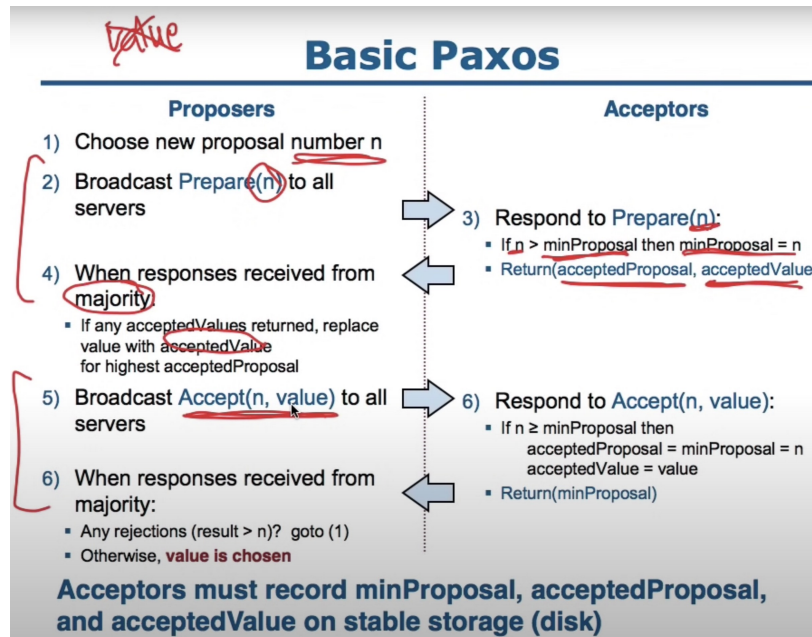 value
Basic Paxos
Proposers
1) Choose new proposal number n
2) Broadcast Prepare(n) to all
servers
4) When responses received from
majority:
▪ If any acceptedValues returned, replace
value with acceptedValue
for highest acceptedProposal
5) Broadcast Accept(n, value) to all
servers
6) When responses received from
majority:
▪ Any rejections (result > n)? goto (1)
▪ Otherwise, value is chosen
Acceptors
3) Respond to Prepare(n):
▪ If n > minProposal then minProposal = n
▪ Return(acceptedProposal, acceptedValue
6) Respond to Accept(n, value):
▪ If n ≥ minProposal then
acceptedProposal = minProposal = n
acceptedValue = value
▪ Return(minProposal)
Acceptors must record minProposal, acceptedProposal,
and acceptedValue on stable storage (disk)